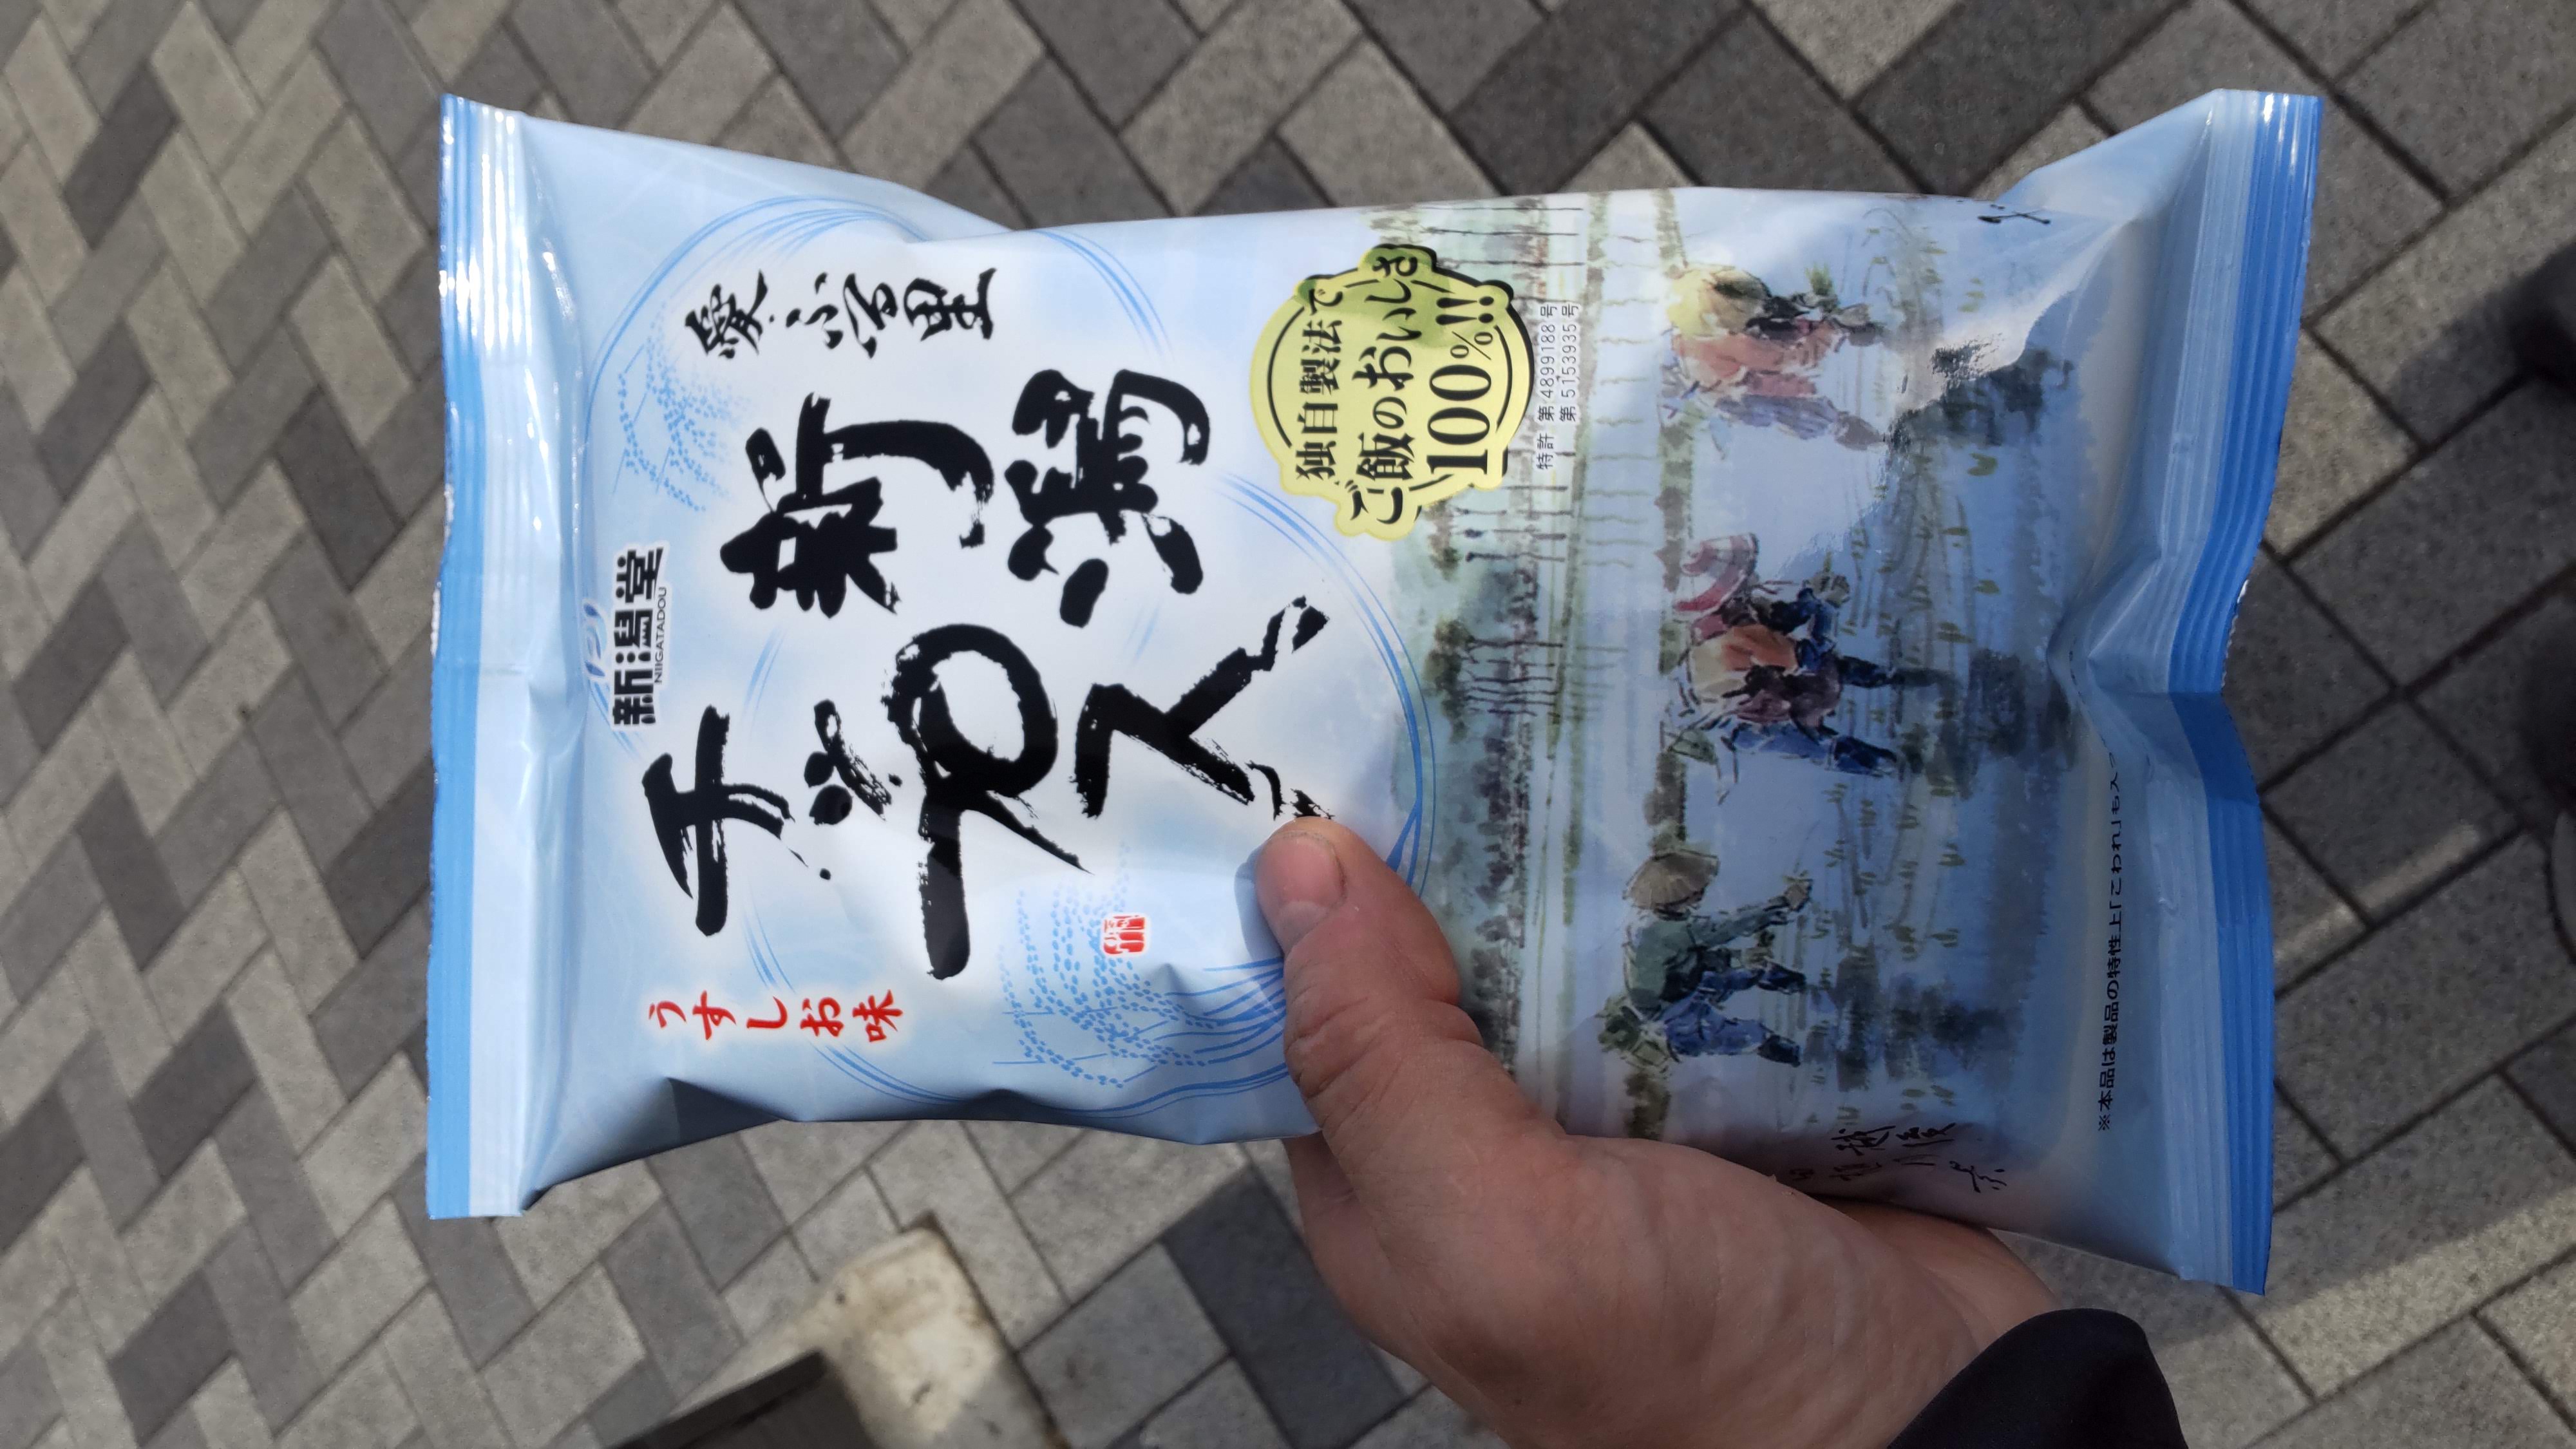 新潟堂
NIIGATADOU
愛・ふる里
新潟
チップス
うすしお味
独自製法で
ご飯のおいしさ
100%!!
特許 第4899188号
第5153935号
※本品は製品の特性上「こわれ」も入っ